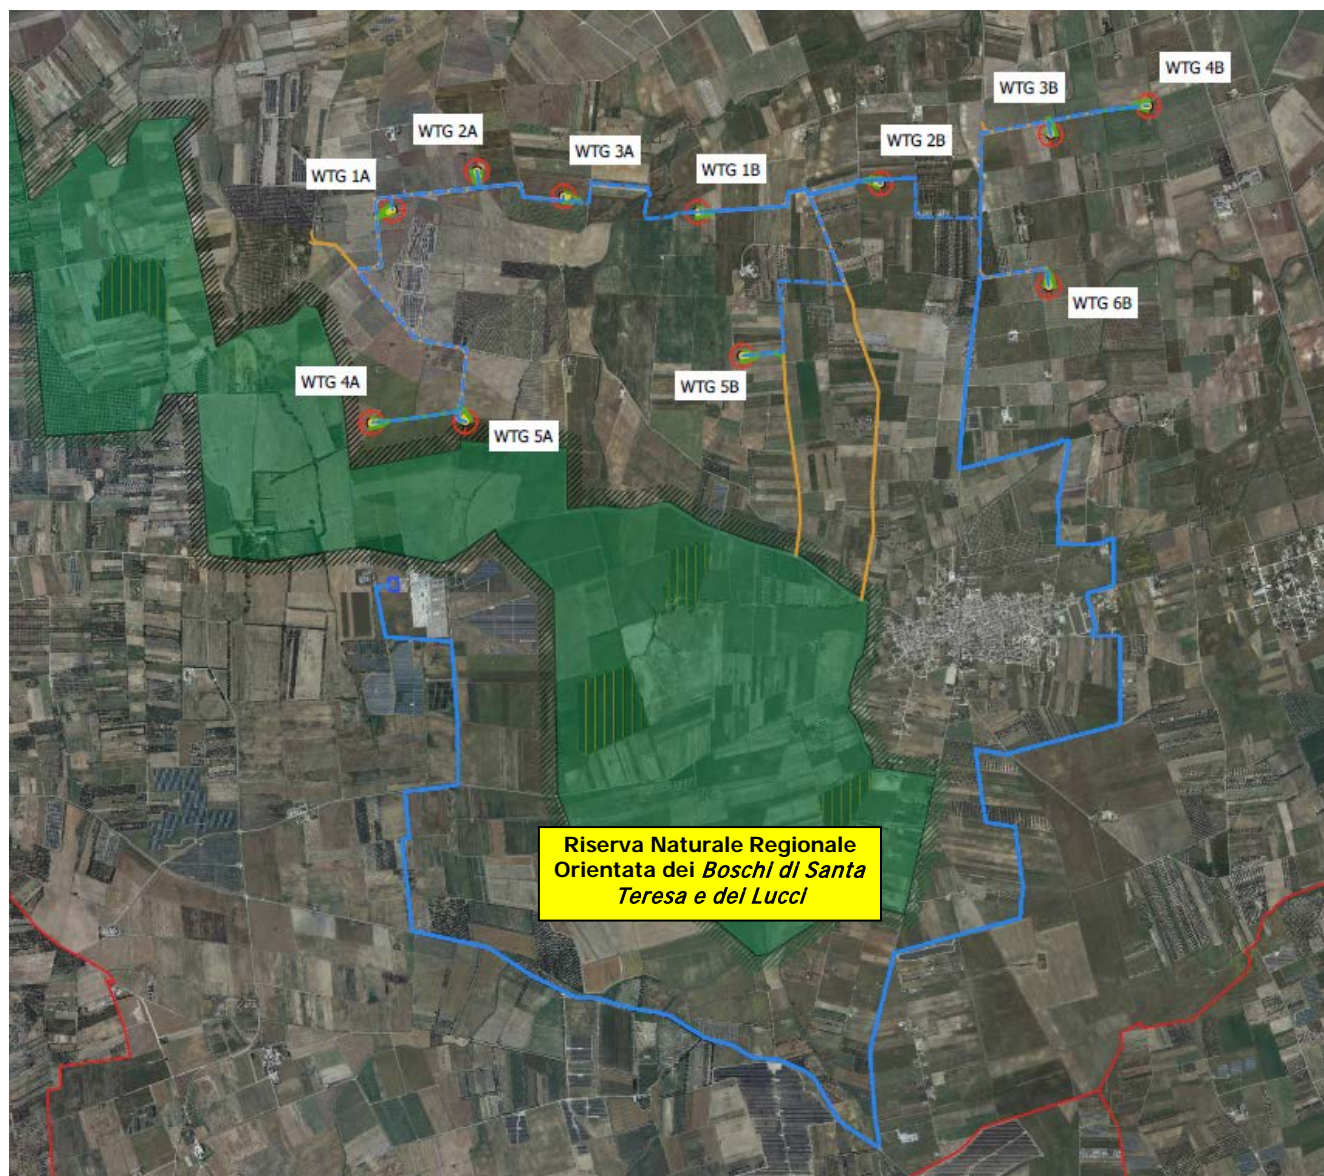 WTG 4B
WTG 3B
WTG 2A
WTG 2B
WTG 3A
WTG 1B
WTG 1A
WTG 6B
WTG 4A
WTG 5B
WTG 5A
Riserva Naturale Regionale
Orientata dei Boschi di Santa
Teresa e dei Lucci